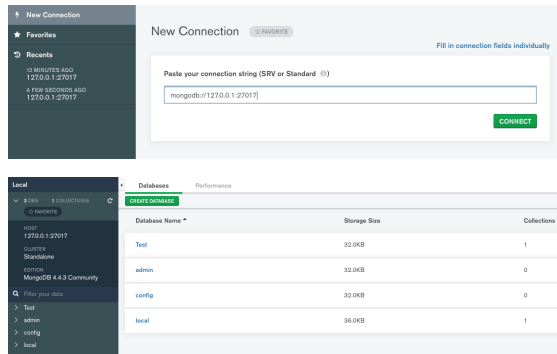 New Connection
Favorites
Recents
12 MINUTES AGO
127.0.0.1:27017
A FEW SECONDS AGO
127.0.0.1:27017
New Connection
FAVORITE
Fill in connection fields individually
Paste your connection string (SRV or Standard)
mongodb://127.0.0.1:27017
CONNECT
Local
3 DBS 1 COLLECTIONS
FAVORITE
HOST
127.0.0.1:27017
CLUSTER
Standalone
EDITION
MongoDB 4.4.3 Community
Filter your data
Test
admin
config
local
Databases Performance
CREATE DATABASE
Database Name Storage Size Collections
Test 32.0KB 1
admin 32.0KB 0
config 32.0KB 0
local 36.0KB 1